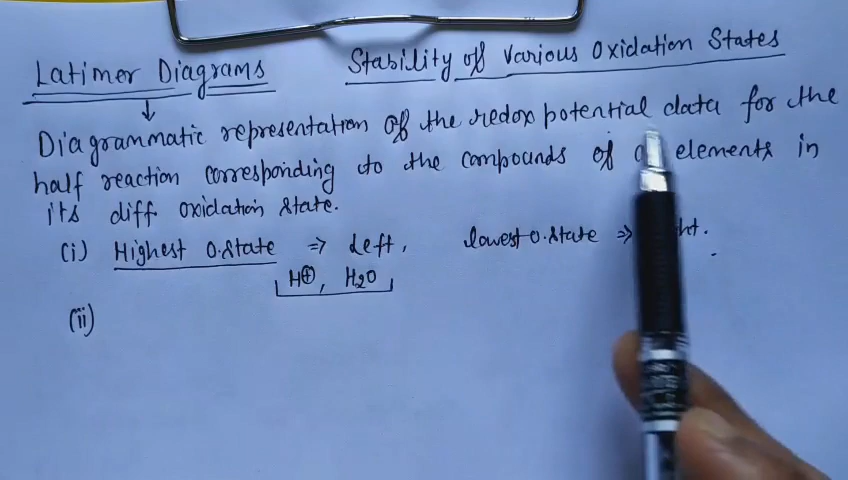 Latimer Diagrams Stability of Various Oxidation States
Diagrammatic representation of the redox potential data for the
half reaction corresponding to the compounds of elements in
its diff oxidation state.
(i) Highest O.state ⇒ Left, lowest O.state ⇒
H⊕, H2O
(ii)